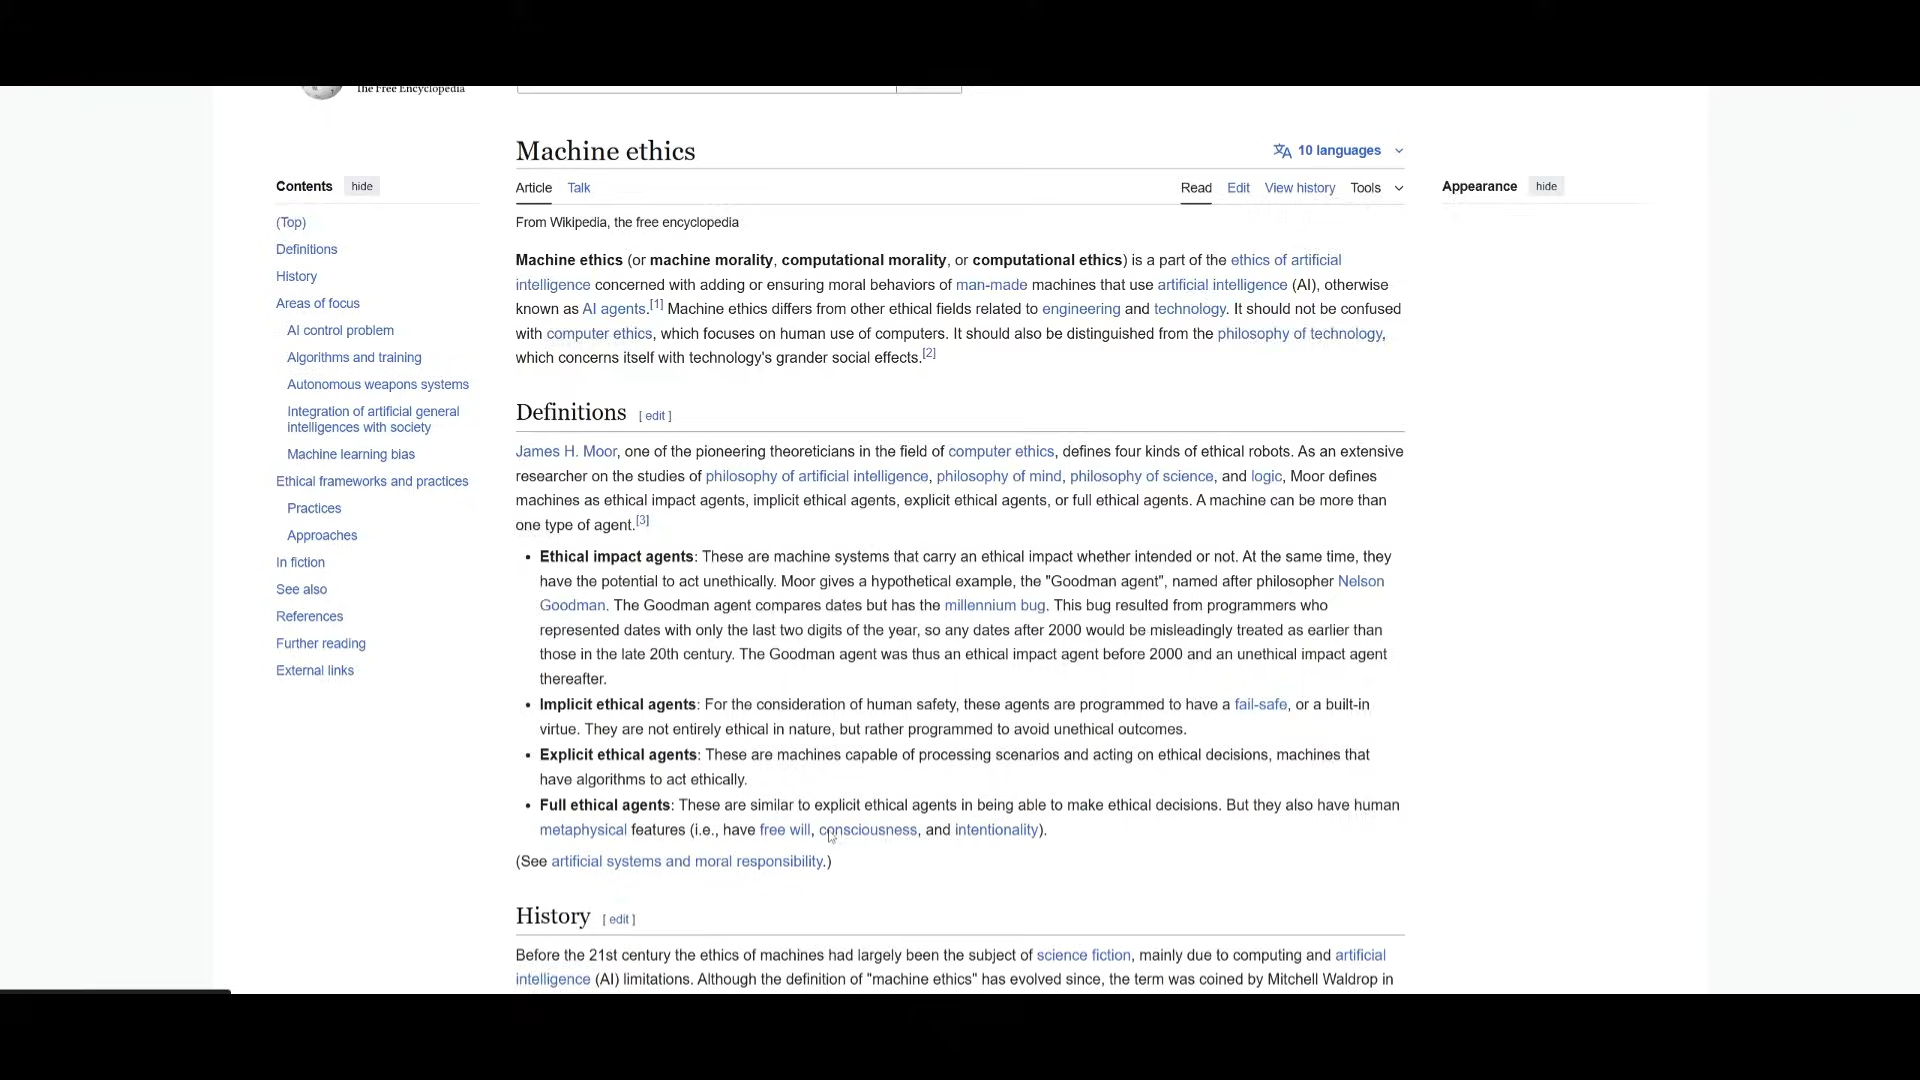 The Free Encyclopedia
Machine ethics
10 languages
Contents hide
Article Talk
Read Edit View history Tools
Appearance hide
(Top)
Definitions
History
Areas of focus
AI control problem
Algorithms and training
Autonomous weapons systems
Integration of artificial general
intelligences with society
Machine learning bias
Ethical frameworks and practices
Practices
Approaches
In fiction
See also
References
Further reading
External links
From Wikipedia, the free encyclopedia
Machine ethics (or machine morality, computational morality, or computational ethics) is a part of the ethics of artificial
intelligence concerned with adding or ensuring moral behaviors of man-made machines that use artificial intelligence (AI), otherwise
known as AI agents.[1] Machine ethics differs from other ethical fields related to engineering and technology. It should not be confused
with computer ethics, which focuses on human use of computers. It should also be distinguished from the philosophy of technology,
which concerns itself with technology's grander social effects.[2]
Definitions [ edit ]
James H. Moor, one of the pioneering theoreticians in the field of computer ethics, defines four kinds of ethical robots. As an extensive
researcher on the studies of philosophy of artificial intelligence, philosophy of mind, philosophy of science, and logic, Moor defines
machines as ethical impact agents, implicit ethical agents, explicit ethical agents, or full ethical agents. A machine can be more than
one type of agent.[3]
• Ethical impact agents: These are machine systems that carry an ethical impact whether intended or not. At the same time, they
have the potential to act unethically. Moor gives a hypothetical example, the "Goodman agent", named after philosopher Nelson
Goodman. The Goodman agent compares dates but has the millennium bug. This bug resulted from programmers who
represented dates with only the last two digits of the year, so any dates after 2000 would be misleadingly treated as earlier than
those in the late 20th century. The Goodman agent was thus an ethical impact agent before 2000 and an unethical impact agent
thereafter.
• Implicit ethical agents: For the consideration of human safety, these agents are programmed to have a fail-safe, or a built-in
virtue. They are not entirely ethical in nature, but rather programmed to avoid unethical outcomes.
• Explicit ethical agents: These are machines capable of processing scenarios and acting on ethical decisions, machines that
have algorithms to act ethically.
• Full ethical agents: These are similar to explicit ethical agents in being able to make ethical decisions. But they also have human
metaphysical features (i.e., have free will, consciousness, and intentionality).
(See artificial systems and moral responsibility.)
History [ edit ]
Before the 21st century the ethics of machines had largely been the subject of science fiction, mainly due to computing and artificial
intelligence (AI) limitations. Although the definition of "machine ethics" has evolved since, the term was coined by Mitchell Waldrop in